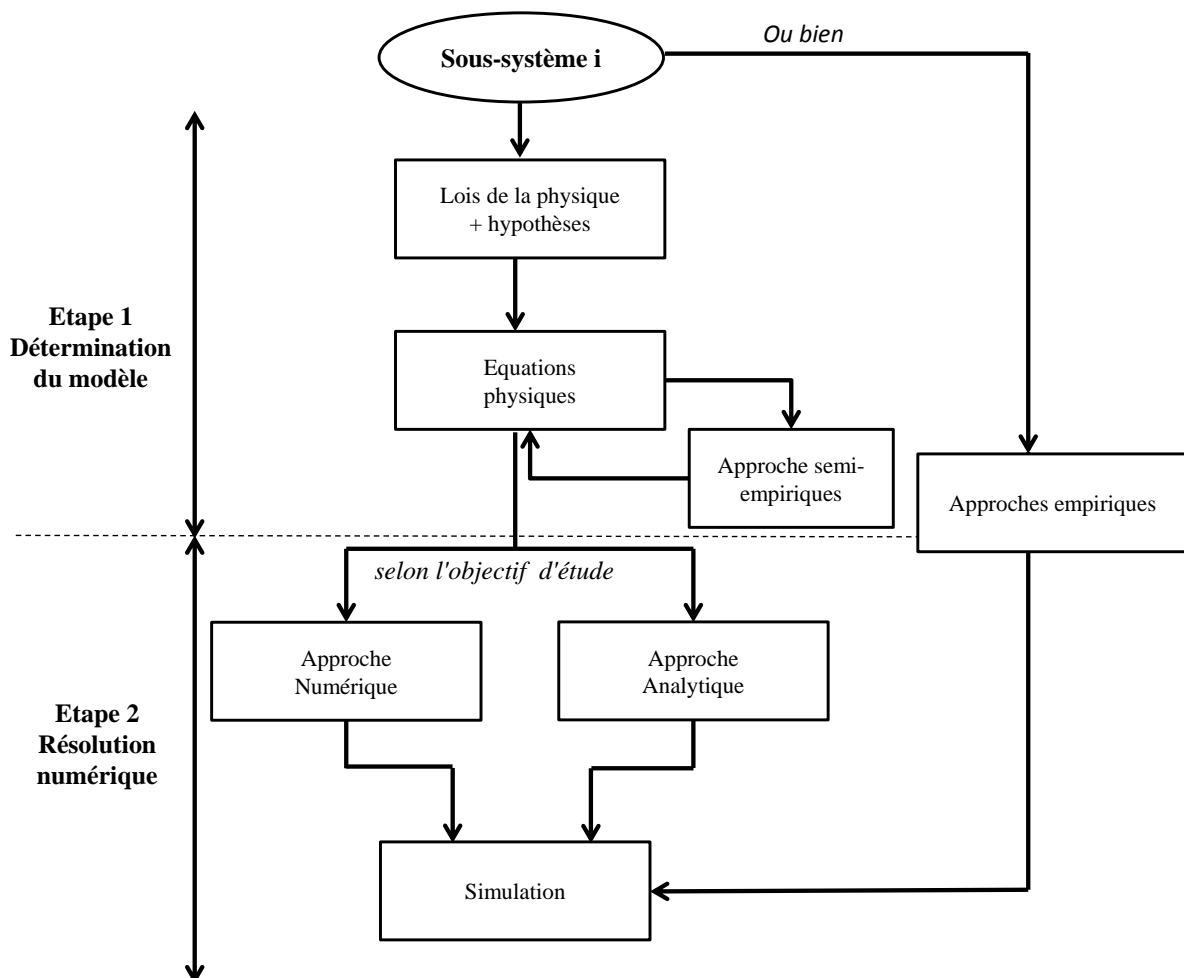 Ou bien
Sous-système i
Lois de la physique
+ hypothèses
Etape 1
Détermination
du modèle
Equations
physiques
Approche semi-
empiriques
Approches empiriques
selon l'objectif d'étude
Approche
Numérique
Approche
Analytique
Etape 2
Résolution
numérique
Simulation